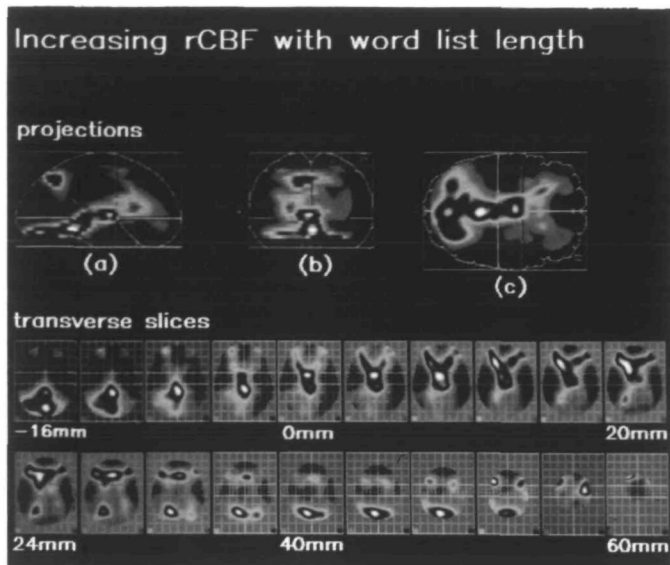 Increasing rCBF with word list length
projections
(a) (b) (c)
transverse slices
-16mm 0mm 20mm
24mm 40mm 60mm